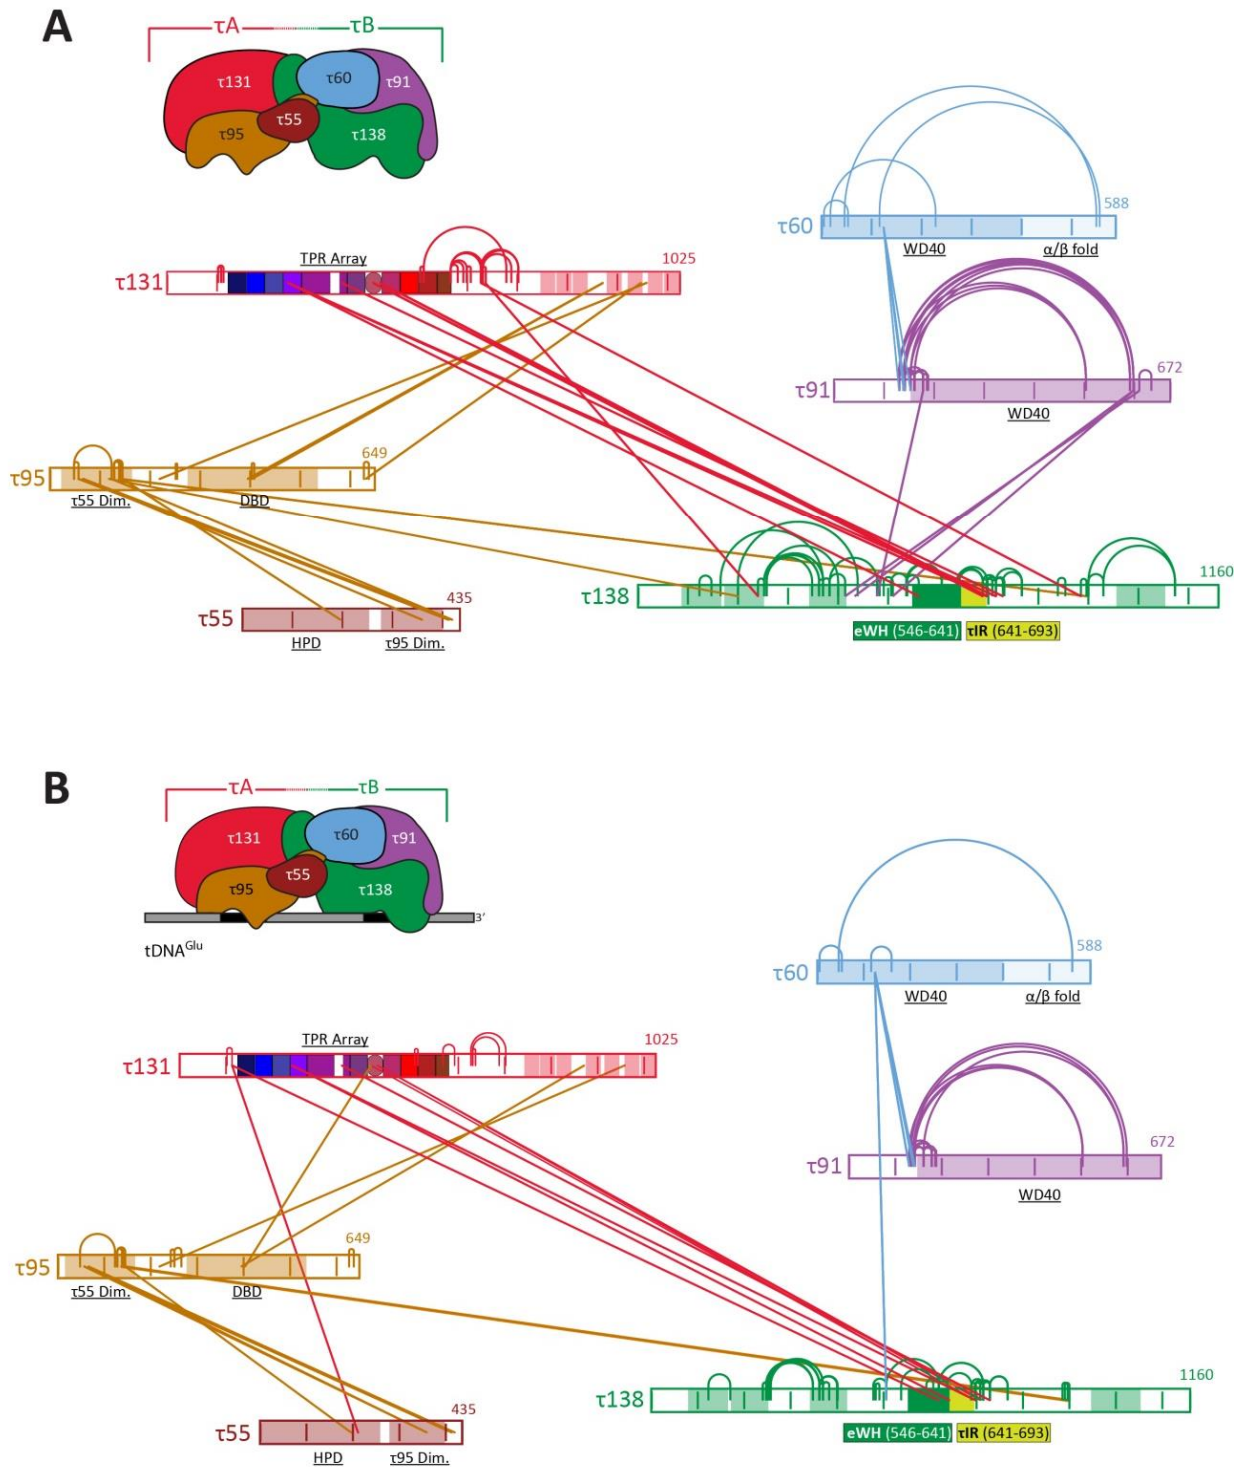 A
τA
τB
τ131
τ60
τ91
τ95
τ55
τ138
τ60
588
WD40
α/β fold
TPR Array
τ131
1025
τ91
672
WD40
τ95
649
τ55 Dim.
DBD
τ138
1160
τ55
435
HPD
τ95 Dim.
eWH (546-641)
τIR (641-693)
B
τA
τB
τ131
τ60
τ91
τ95
τ55
τ138
3'
tDNA^Glu
τ60
588
WD40
α/β fold
TPR Array
τ131
1025
τ91
672
WD40
τ95
649
τ55 Dim.
DBD
τ138
1160
τ55
435
HPD
τ95 Dim.
eWH (546-641)
τIR (641-693)